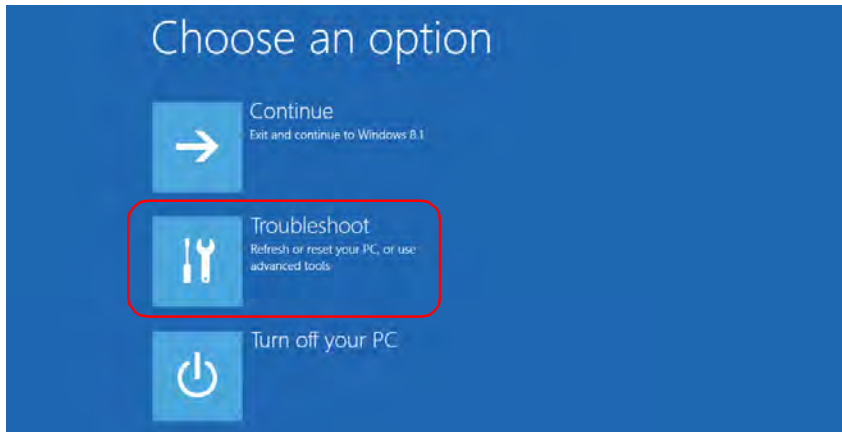 Choose an option
Continue
Exit and continue to Windows 8.1
Troubleshoot
Refresh or reset your PC, or use
advanced tools
Turn off your PC